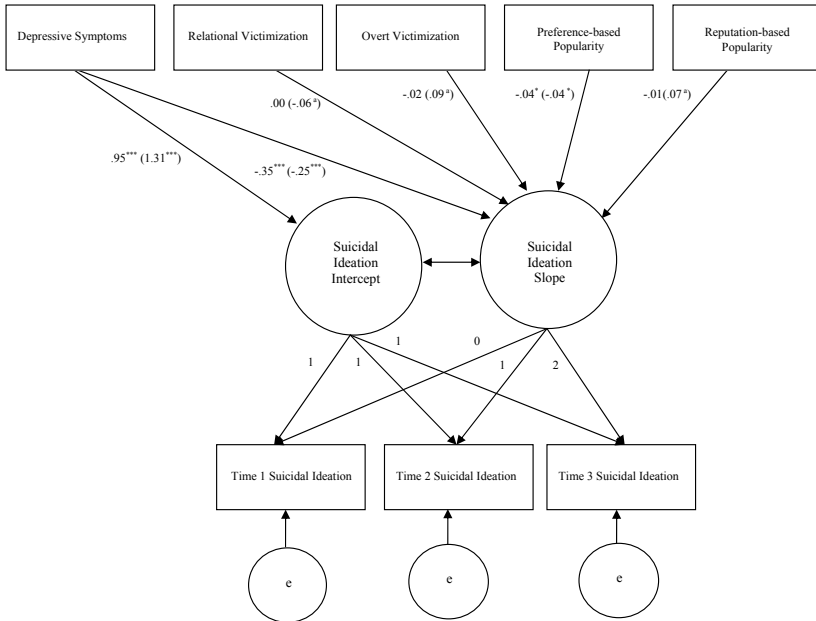 Depressive Symptoms
Relational Victimization
Overt Victimization
Preference-based
Popularity
Reputation-based
Popularity
.00 (-.06ª)
-.02 (.09ª)
-.04* (-.04*)
-.01(.07ª)
.95*** (1.31***)
-.35*** (-.25***)
Suicidal
Ideation
Intercept
Suicidal
Ideation
Slope
1
1
1
0
1
2
Time 1 Suicidal Ideation
Time 2 Suicidal Ideation
Time 3 Suicidal Ideation
e
e
e